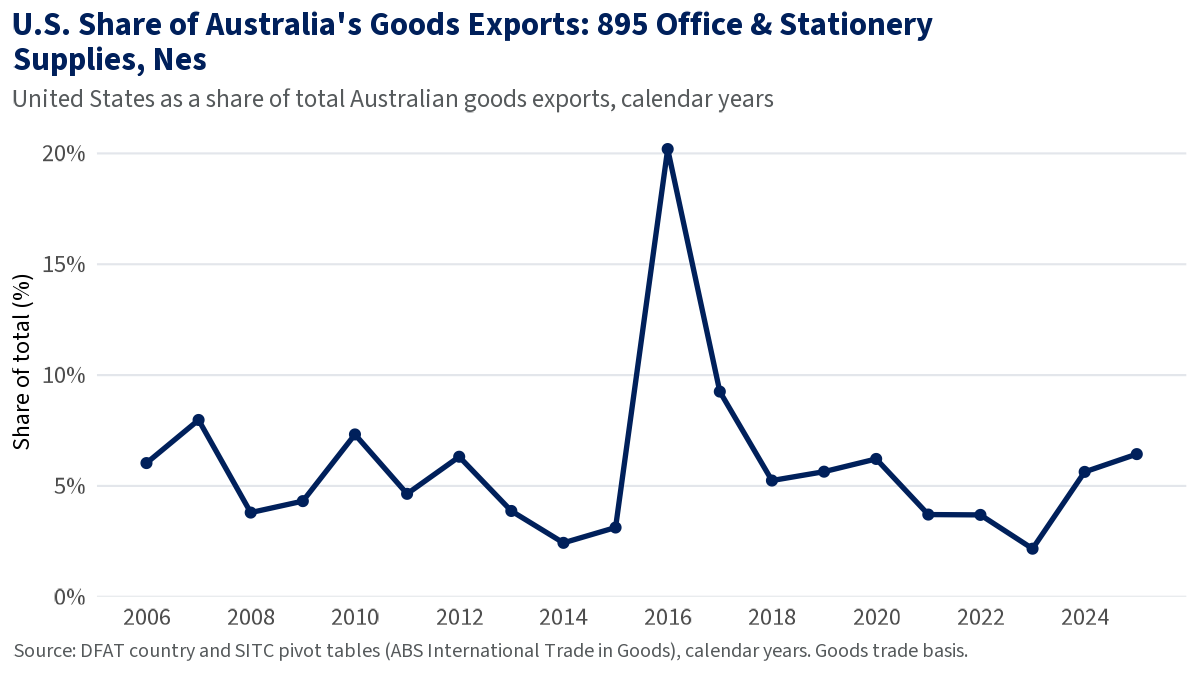 U.S. Share of Australia's Goods Exports: 895 Office & Stationery
Supplies, Nes
United States as a share of total Australian goods exports, calendar years
Share of total (%)
20%
15%
10%
5%
0%
2006 2008 2010 2012 2014 2016 2018 2020 2022 2024
Source: DFAT country and SITC pivot tables (ABS International Trade in Goods), calendar years. Goods trade basis.